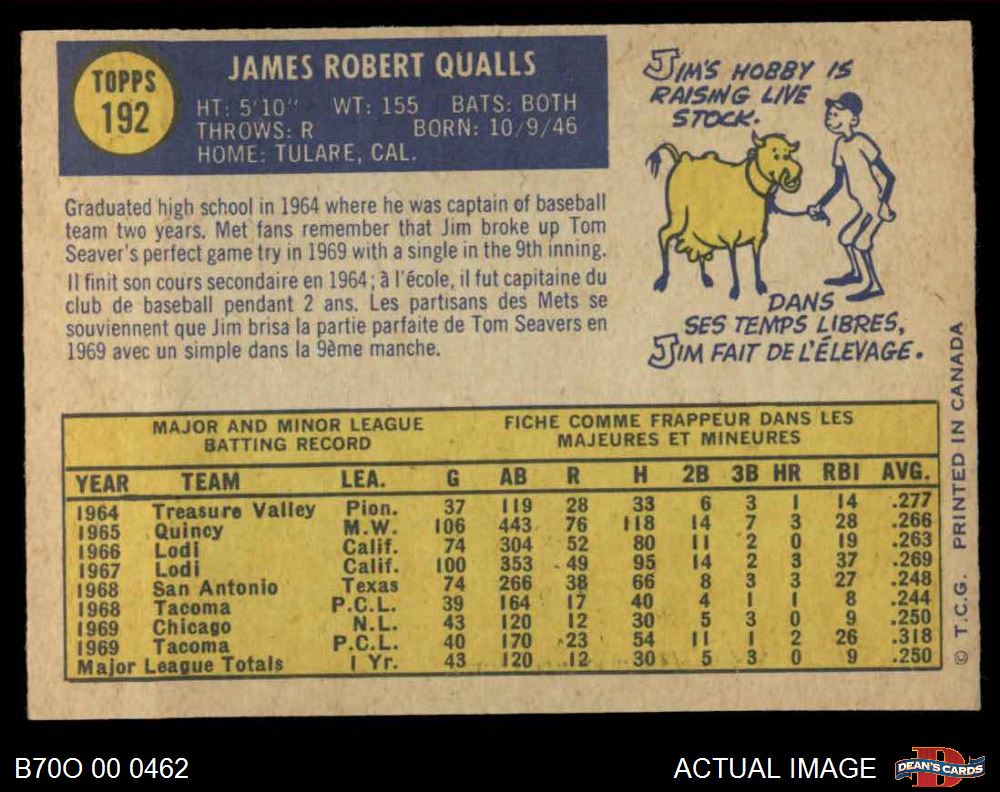 TOPPS
192
JAMES ROBERT QUALLS
HT: 5'10" WT: 155 BATS: BOTH
THROWS: R BORN: 10/9/46
HOME: TULARE, CAL.
JIM'S HOBBY IS
RAISING LIVE
STOCK.
Graduated high school in 1964 where he was captain of baseball
team two years. Met fans remember that Jim broke up Tom
Seaver's perfect game try in 1969 with a single in the 9th inning.
Il finit son cours secondaire en 1964; à l'école, il fut capitaine du
club de baseball pendant 2 ans. Les partisans des Mets se
souviennent que Jim brisa la partie parfaite de Tom Seavers en
1969 avec un simple dans la 9ème manche.
DANS
SES TEMPS LIBRES,
JIM FAIT DE L'ÉLEVAGE.
MAJOR AND MINOR LEAGUE
BATTING RECORD
FICHE COMME FRAPPEUR DANS LES
MAJEURES ET MINEURES
YEAR TEAM LEA. G AB R H 2B 3B HR RBI AVG.
1964 Treasure Valley Pion. 37 119 28 33 6 3 1 14 .277
1965 Quincy M.W. 106 443 76 118 14 7 3 28 .266
1966 Lodi Calif. 74 304 52 80 11 2 0 19 .263
1967 Lodi Calif. 100 353 49 95 14 2 3 37 .269
1968 San Antonio Texas 74 266 38 66 8 3 3 27 .248
1968 Tacoma P.C.L. 39 164 17 40 4 1 1 8 .244
1969 Chicago N.L. 43 120 12 30 5 3 0 9 .250
1969 Tacoma P.C.L. 40 170 23 54 11 1 2 26 .318
Major League Totals 1 Yr. 43 120 12 30 5 3 0 9 .250
© T.C.G. PRINTED IN CANADA
B70O 00 0462
ACTUAL IMAGE
DEAN'S CARDS